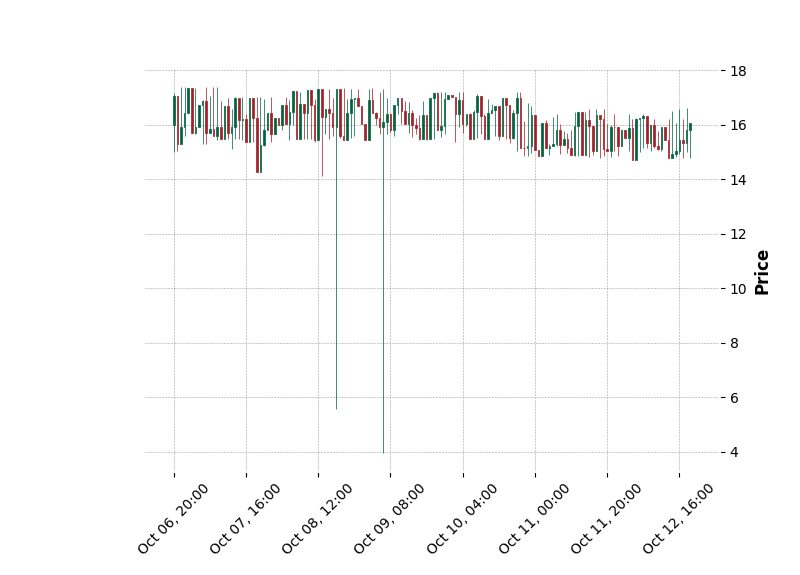 18
16
14
12
10
8
6
4
Price
Oct 06, 20:00
Oct 07, 16:00
Oct 08, 12:00
Oct 09, 08:00
Oct 10, 04:00
Oct 11, 00:00
Oct 11, 20:00
Oct 12, 16:00